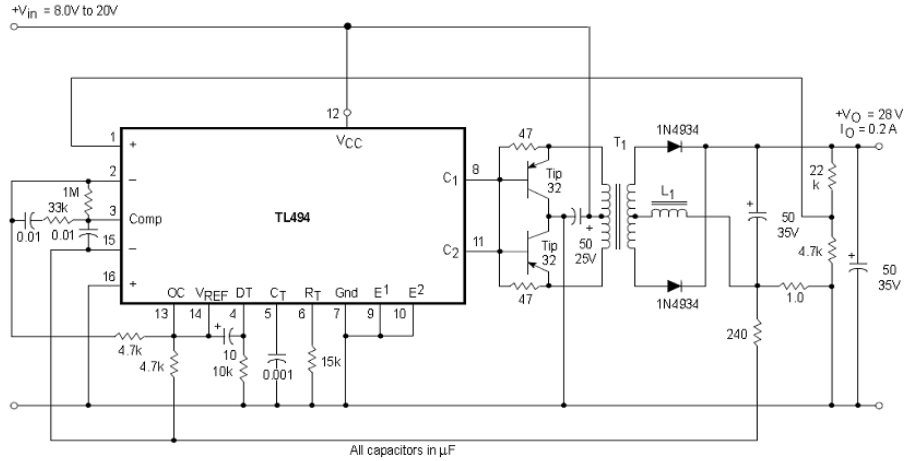 +Vin = 8.0V to 20V
+VO = 28 V
IO = 0.2 A
12
VCC
47
T1
1N4934
1
+
2
−
1M
33k
3
Comp
0.01
0.01
15
−
16
+
TL494
C1
8
C2
11
Tip
32
Tip
32
47
+
50
25V
L1
1N4934
+
50
35V
22
k
4.7k
+
50
35V
1.0
240
OC
VREF
DT
CT
RT
Gnd
E1
E2
13
14
4
5
6
7
9
10
4.7k
4.7k
+
10
10k
0.001
15k
All capacitors in μF